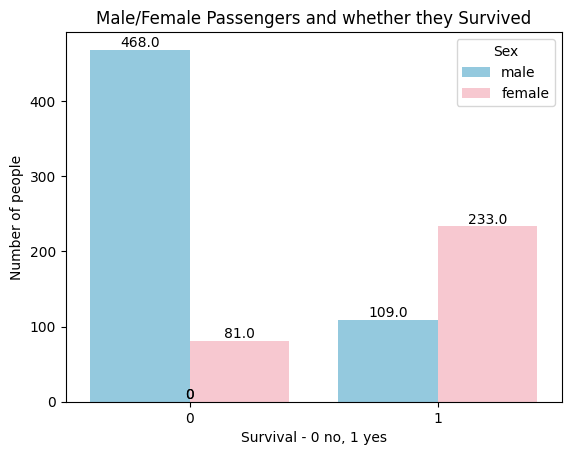 Male/Female Passengers and whether they Survived
468.0
Sex
male
female
400
300
200
100
0
Number of people
233.0
109.0
81.0
0
0
1
Survival - 0 no, 1 yes